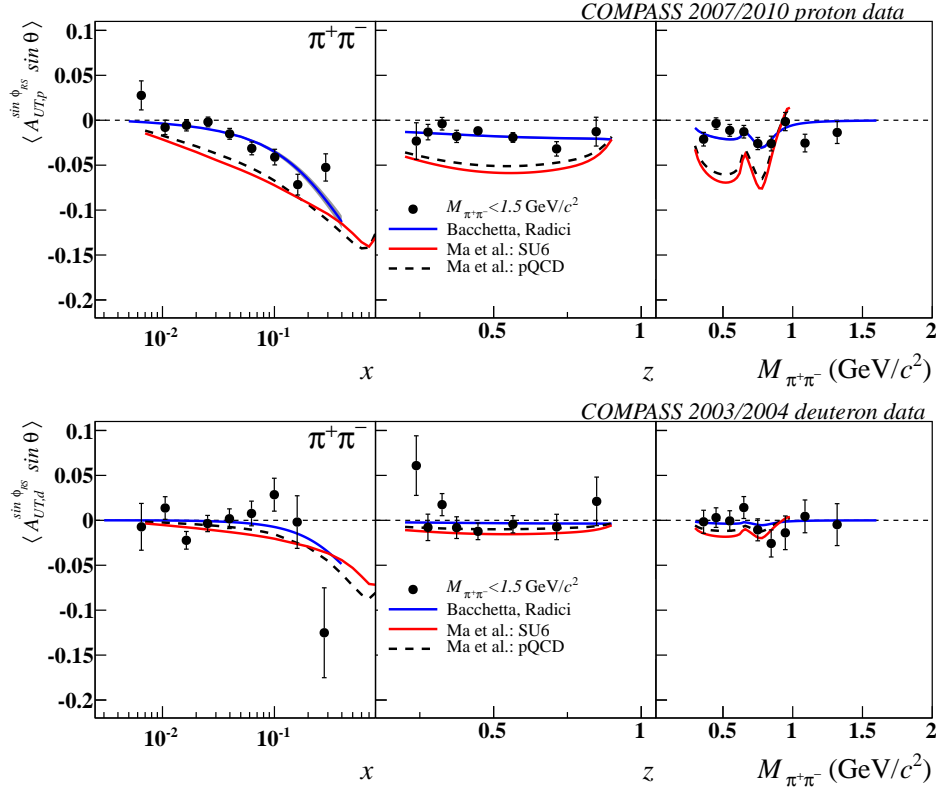 COMPASS 2007/2010 proton data
⟨ A_{UT,p}^{sin ϕ_{RS}} sin θ ⟩
0.1
0.05
0
-0.05
-0.1
-0.15
-0.2
π⁺π⁻
M_{π⁺π⁻} <1.5 GeV/c²
Bacchetta, Radici
Ma et al.: SU6
Ma et al.: pQCD
10⁻² 10⁻¹ 0.5 1 0.5 1 1.5 2
x z M_{π⁺π⁻} (GeV/c²)
COMPASS 2003/2004 deuteron data
⟨ A_{UT,d}^{sin ϕ_{RS}} sin θ ⟩
0.1
0.05
0
-0.05
-0.1
-0.15
-0.2
π⁺π⁻
M_{π⁺π⁻} <1.5 GeV/c²
Bacchetta, Radici
Ma et al.: SU6
Ma et al.: pQCD
10⁻² 10⁻¹ 0.5 1 0.5 1 1.5 2
x z M_{π⁺π⁻} (GeV/c²)